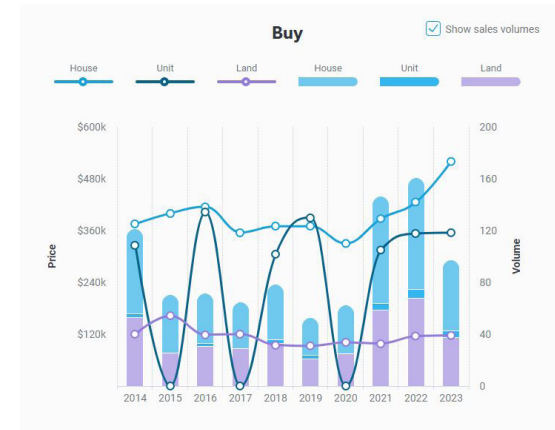 Buy
Show sales volumes
House Unit Land House Unit Land
$600k 200
$480k 160
$360k 120
$240k 80
$120k 40
0
Price
Volume
2014 2015 2016 2017 2018 2019 2020 2021 2022 2023